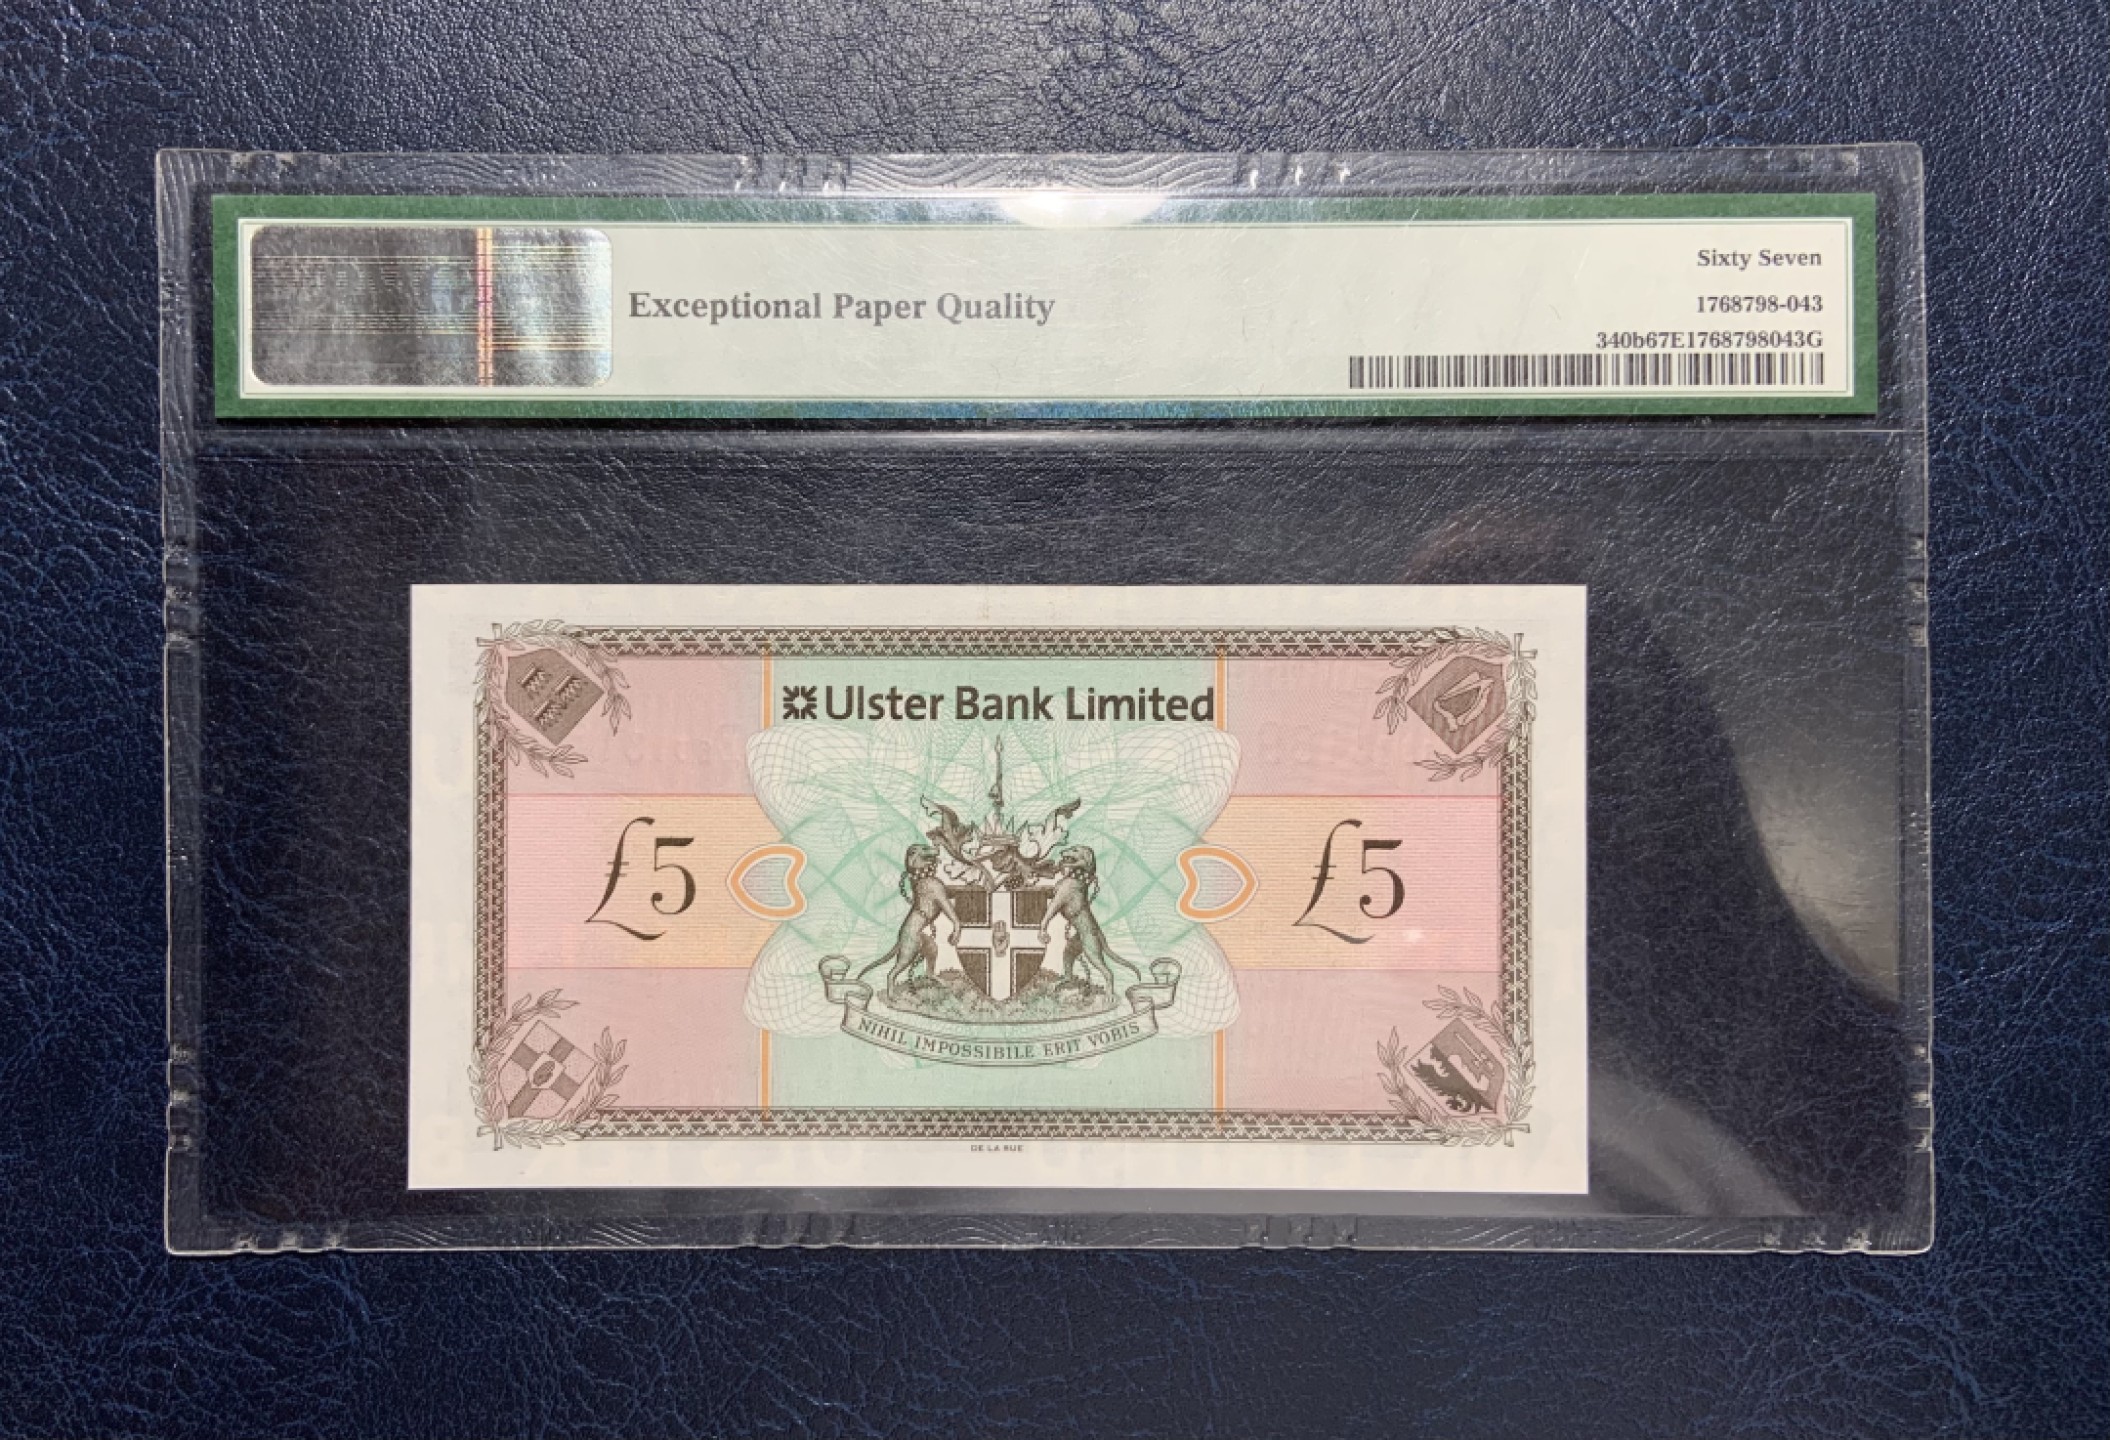 Sixty Seven
Exceptional Paper Quality
1768798-043
340b67E1768798043G
Ulster Bank Limited
£5
£5
NIHIL IMPOSSIBILE ERIT VOBIS
DE LA RUE